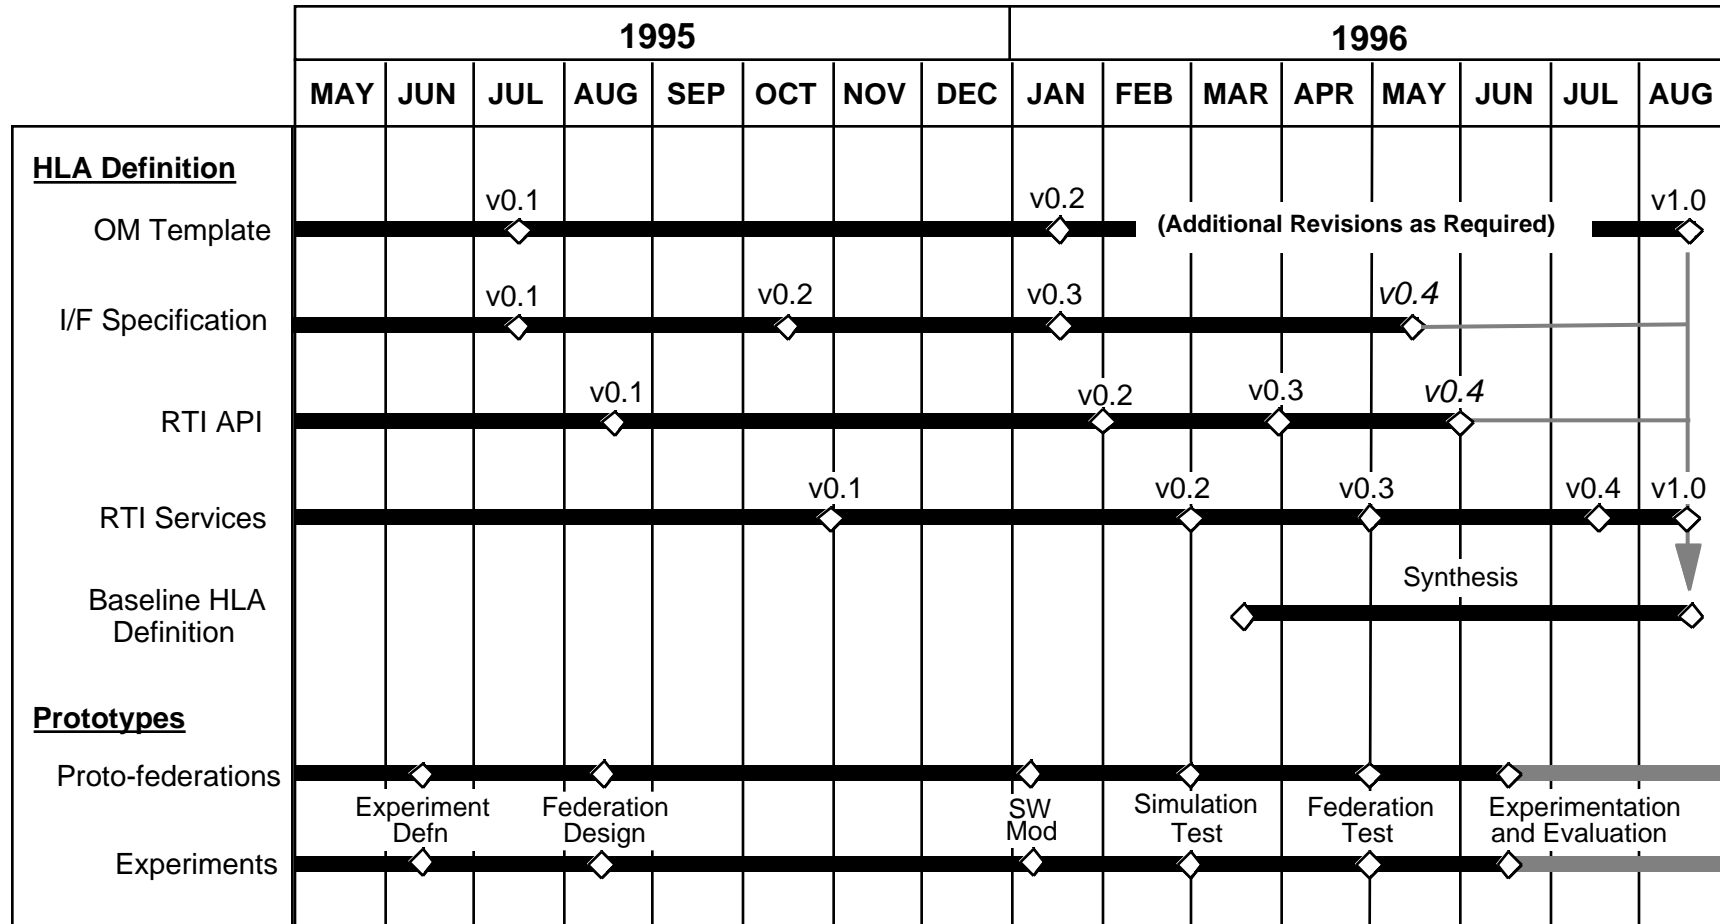 1995 1996
MAY JUN JUL AUG SEP OCT NOV DEC JAN FEB MAR APR MAY JUN JUL AUG
HLA Definition
v0.1 v0.2 v1.0
OM Template (Additional Revisions as Required)
v0.1 v0.2 v0.3 v0.4
I/F Specification
v0.1 v0.2 v0.3 v0.4
RTI API
v0.1 v0.2 v0.3 v0.4 v1.0
RTI Services
Synthesis
Baseline HLA
Definition
Prototypes
Proto-federations
Experiment Federation SW Simulation Federation Experimentation
Defn Design Mod Test Test and Evaluation
Experiments